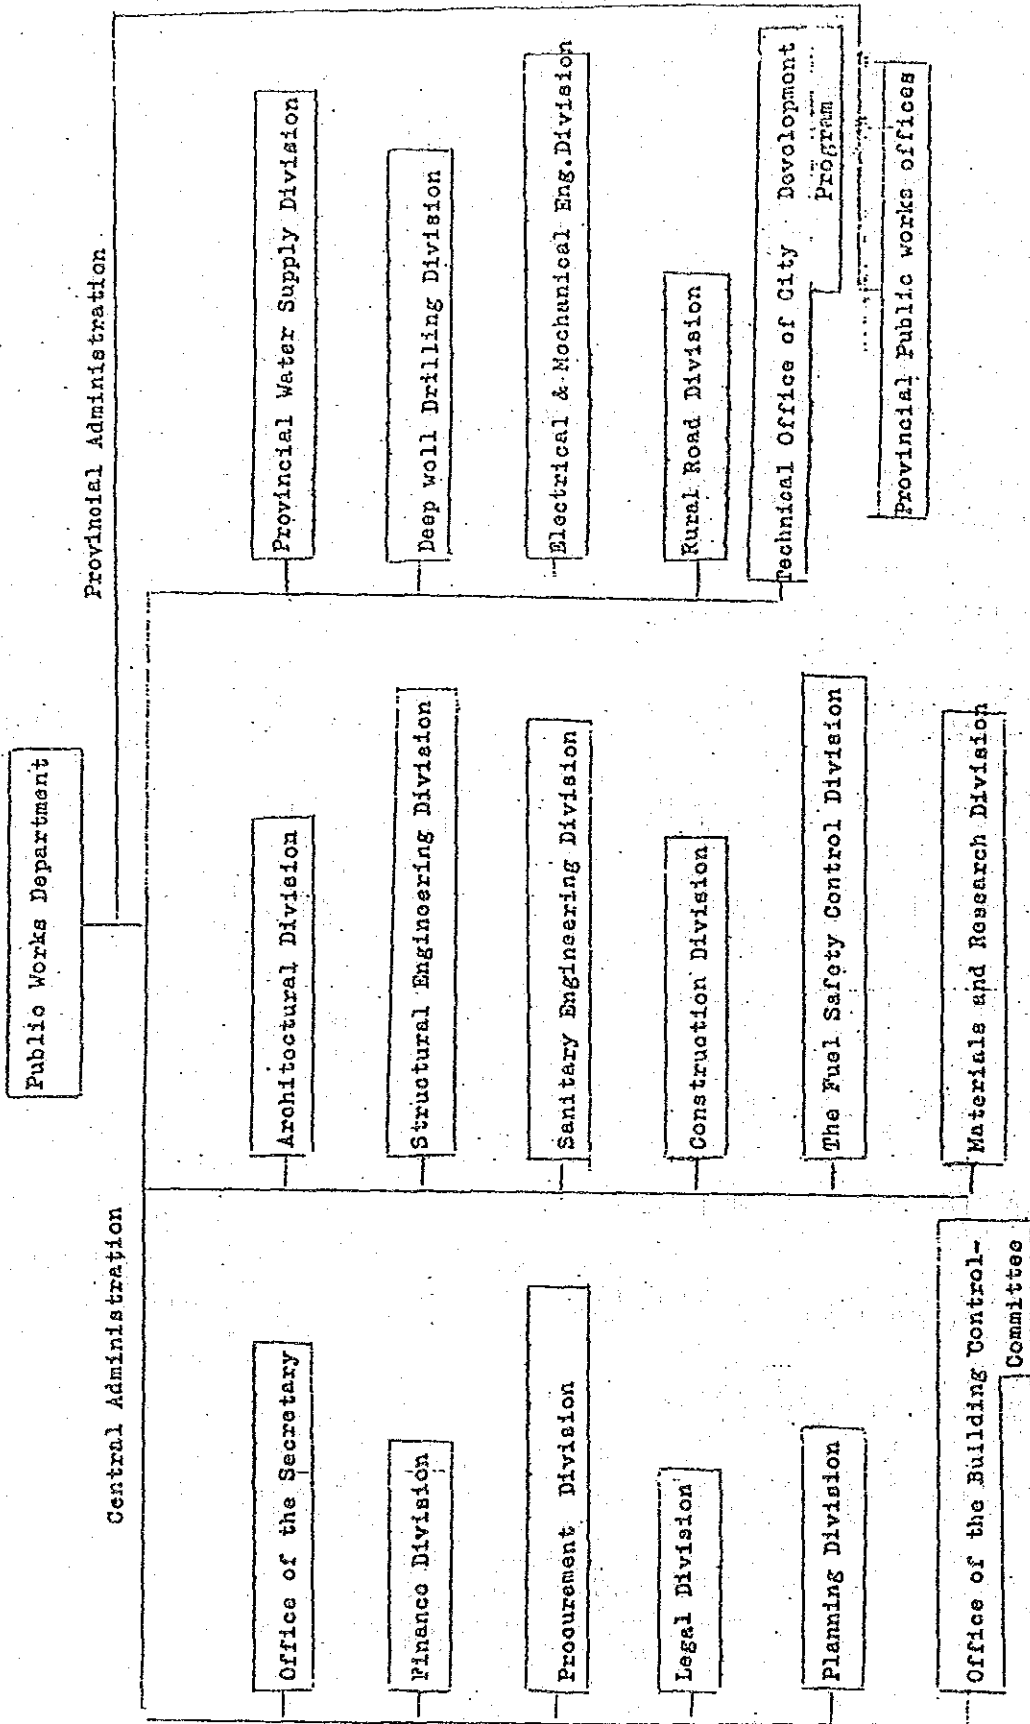 Public Works Department
Central Administration
Provincial Administration
Office of the Secretary
Finance Division
Procurement Division
Legal Division
Planning Division
Office of the Building Control-
Committee
Architectural Division
Structural Engineering Division
Sanitary Engineering Division
Construction Division
The Fuel Safety Control Division
Materials and Research Division
Provincial Water Supply Division
Deep woll Drilling Division
Electrical & Mechanical Eng.Division
Rural Road Division
Technical Office of City Development
Program
Provincial Public works offices